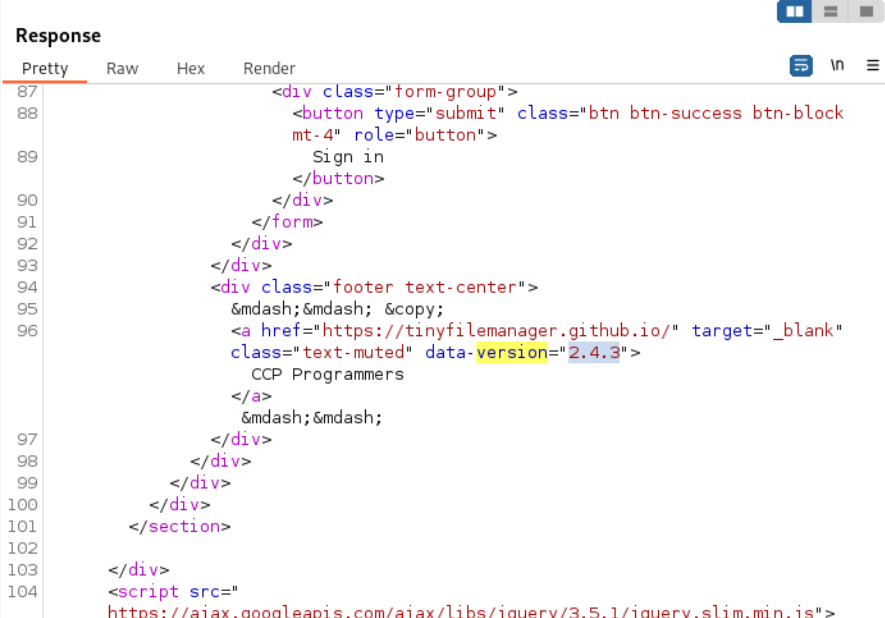 Response
Pretty Raw Hex Render \n
87 <div class="form-group">
88 <button type="submit" class="btn btn-success btn-block
mt-4" role="button">
89 Sign in
</button>
90 </div>
91 </form>
92 </div>
93 </div>
94 <div class="footer text-center">
95 &mdash;&mdash; &copy;
96 <a href="https://tinyfilemanager.github.io/" target="_blank"
class="text-muted" data-version="2.4.3">
CCP Programmers
</a>
&mdash;&mdash;
97 </div>
98 </div>
99 </div>
100 </div>
101 </section>
102
103 </div>
104 <script src="
https://ajax.googleapis.com/ajax/libs/jquery/3.5.1/jquery.slim.min.js">